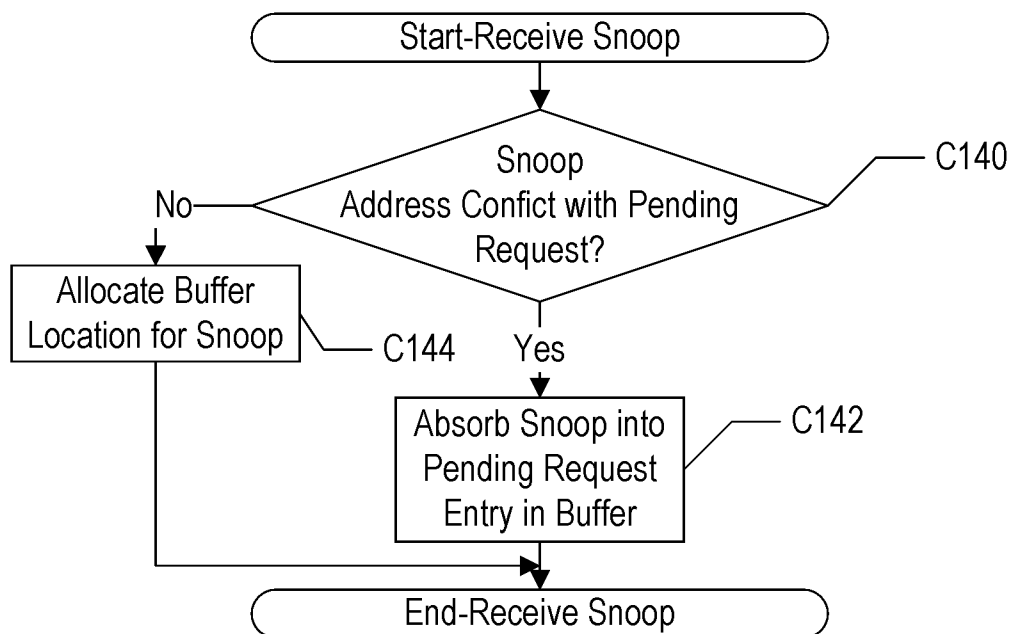 Start-Receive Snoop
Snoop
Address Confict with Pending
Request?
C140
No
Allocate Buffer
Location for Snoop
C144
Yes
Absorb Snoop into
Pending Request
Entry in Buffer
C142
End-Receive Snoop